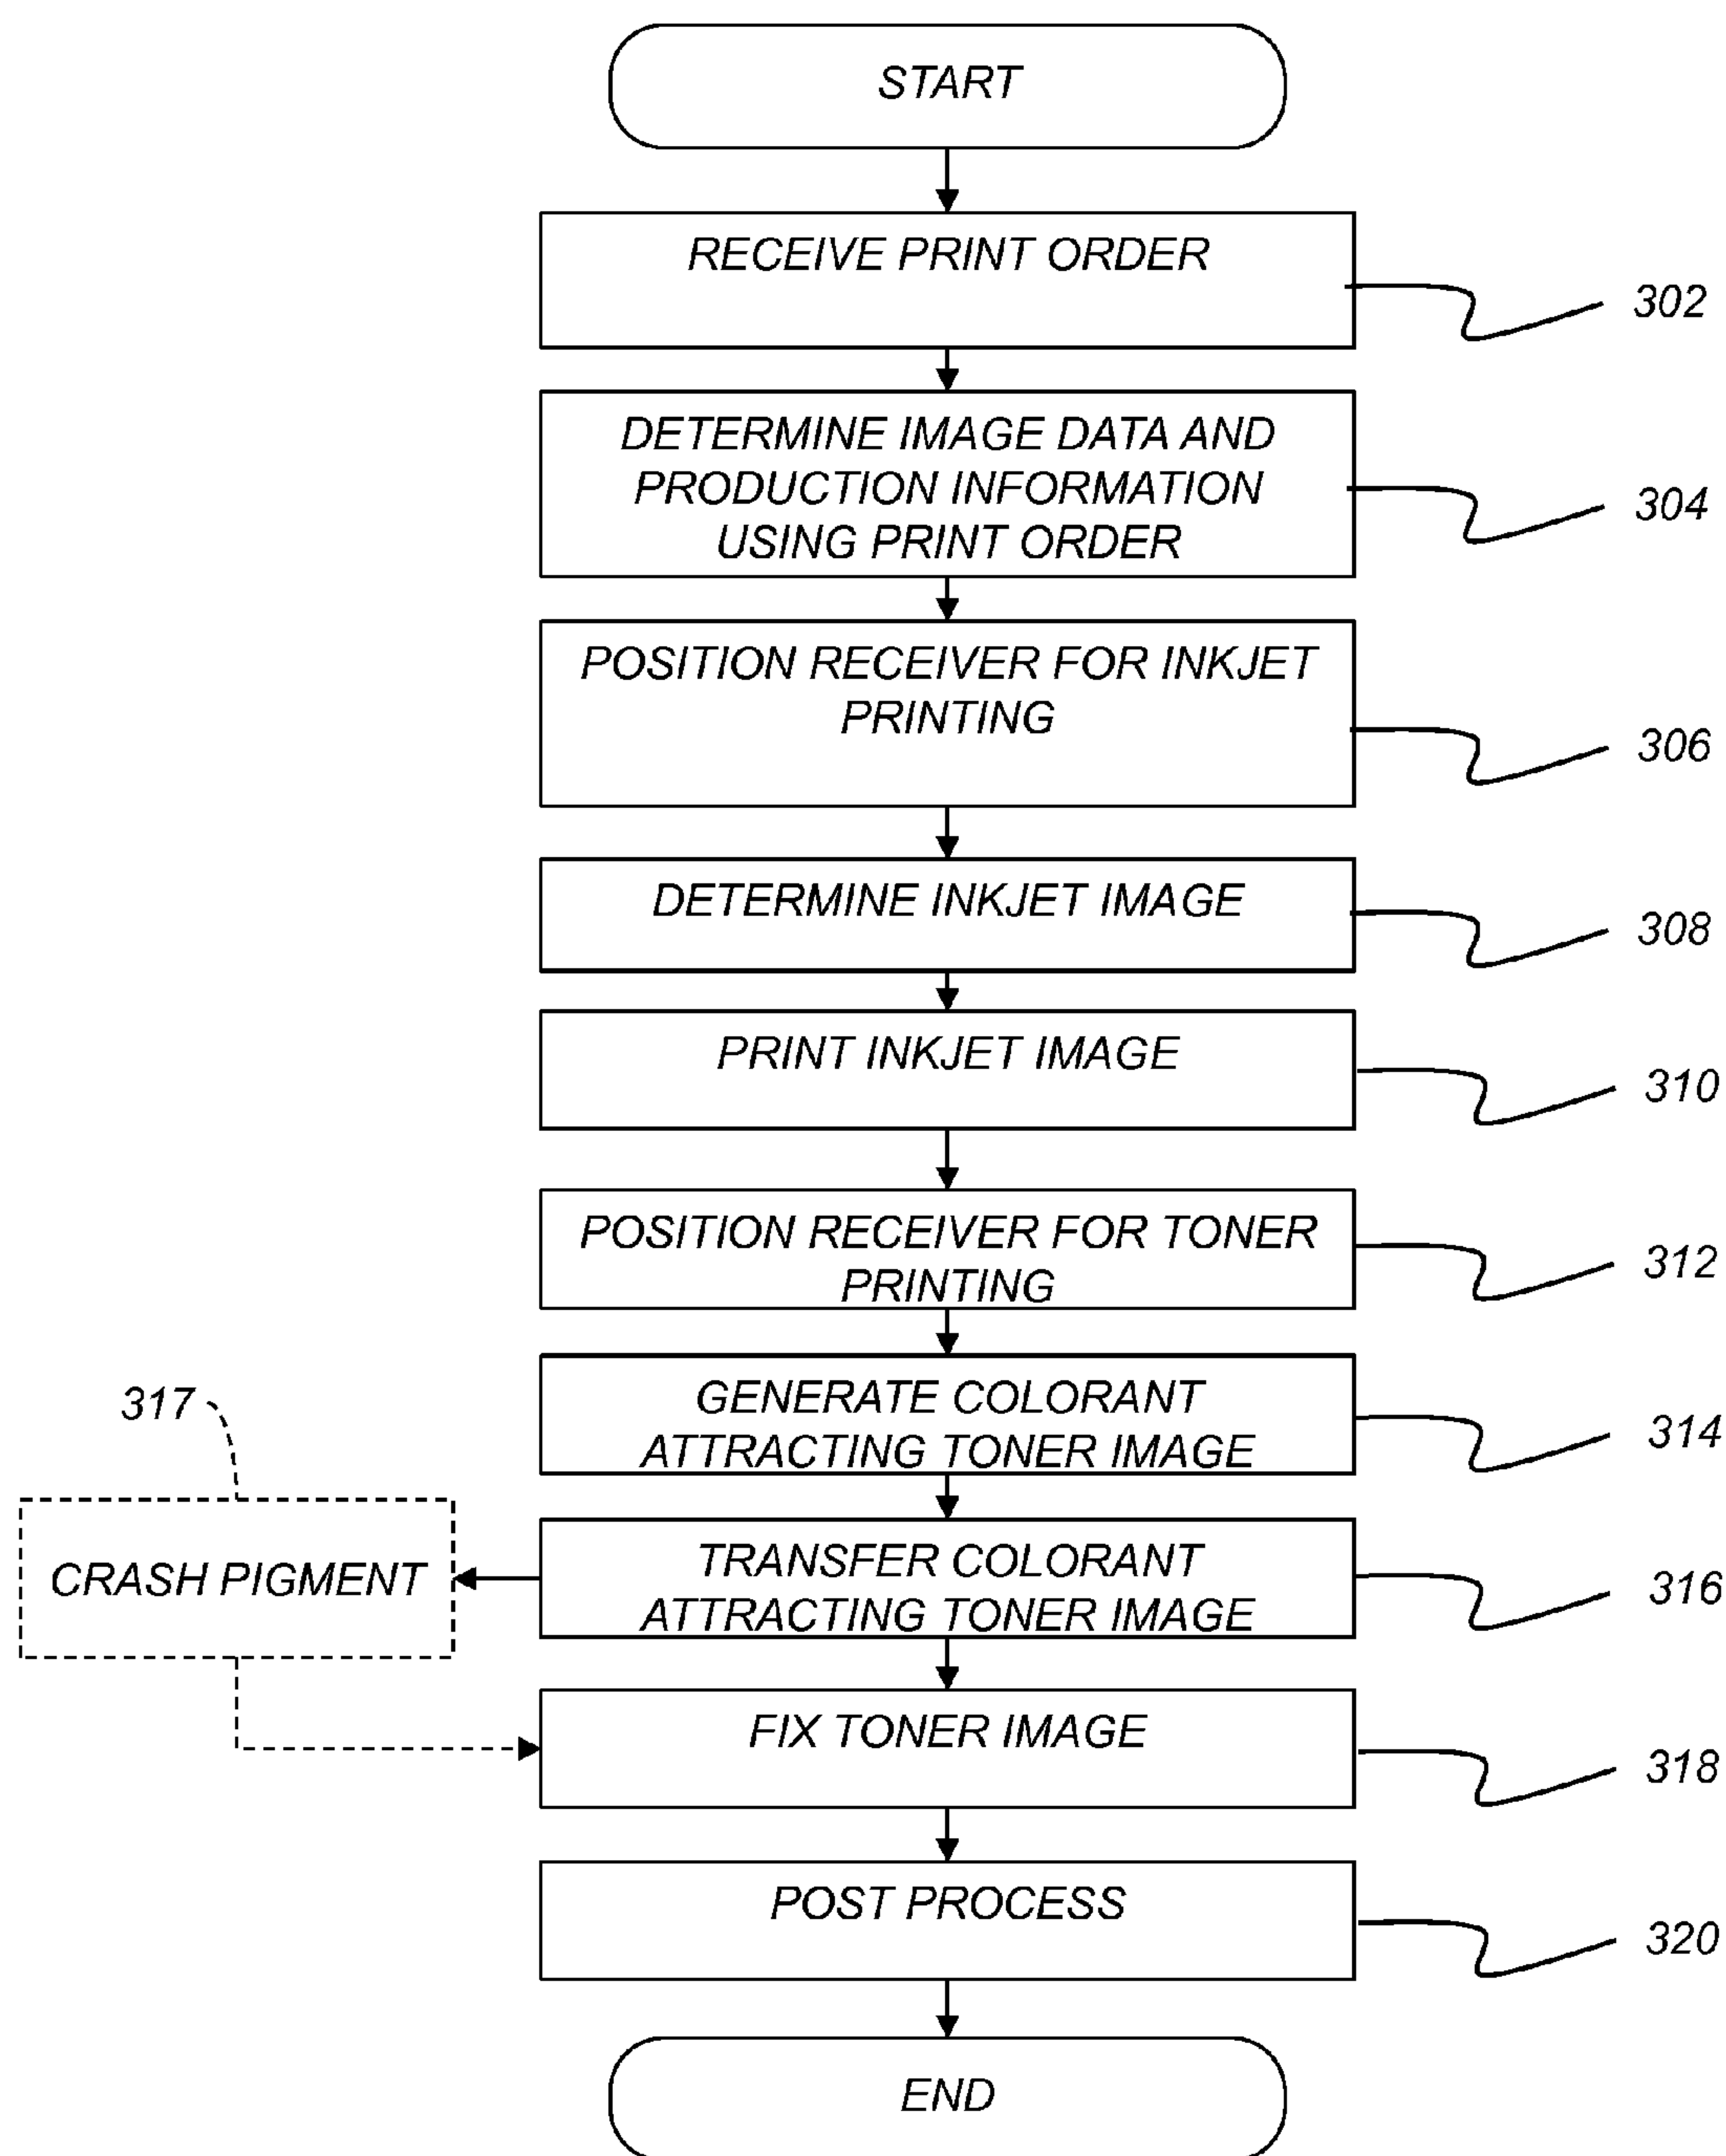 START
RECEIVE PRINT ORDER
302
DETERMINE IMAGE DATA AND
PRODUCTION INFORMATION
USING PRINT ORDER
304
POSITION RECEIVER FOR INKJET
PRINTING
306
DETERMINE INKJET IMAGE
308
PRINT INKJET IMAGE
310
POSITION RECEIVER FOR TONER
PRINTING
312
GENERATE COLORANT
ATTRACTING TONER IMAGE
314
TRANSFER COLORANT
ATTRACTING TONER IMAGE
316
317
CRASH PIGMENT
FIX TONER IMAGE
318
POST PROCESS
320
END